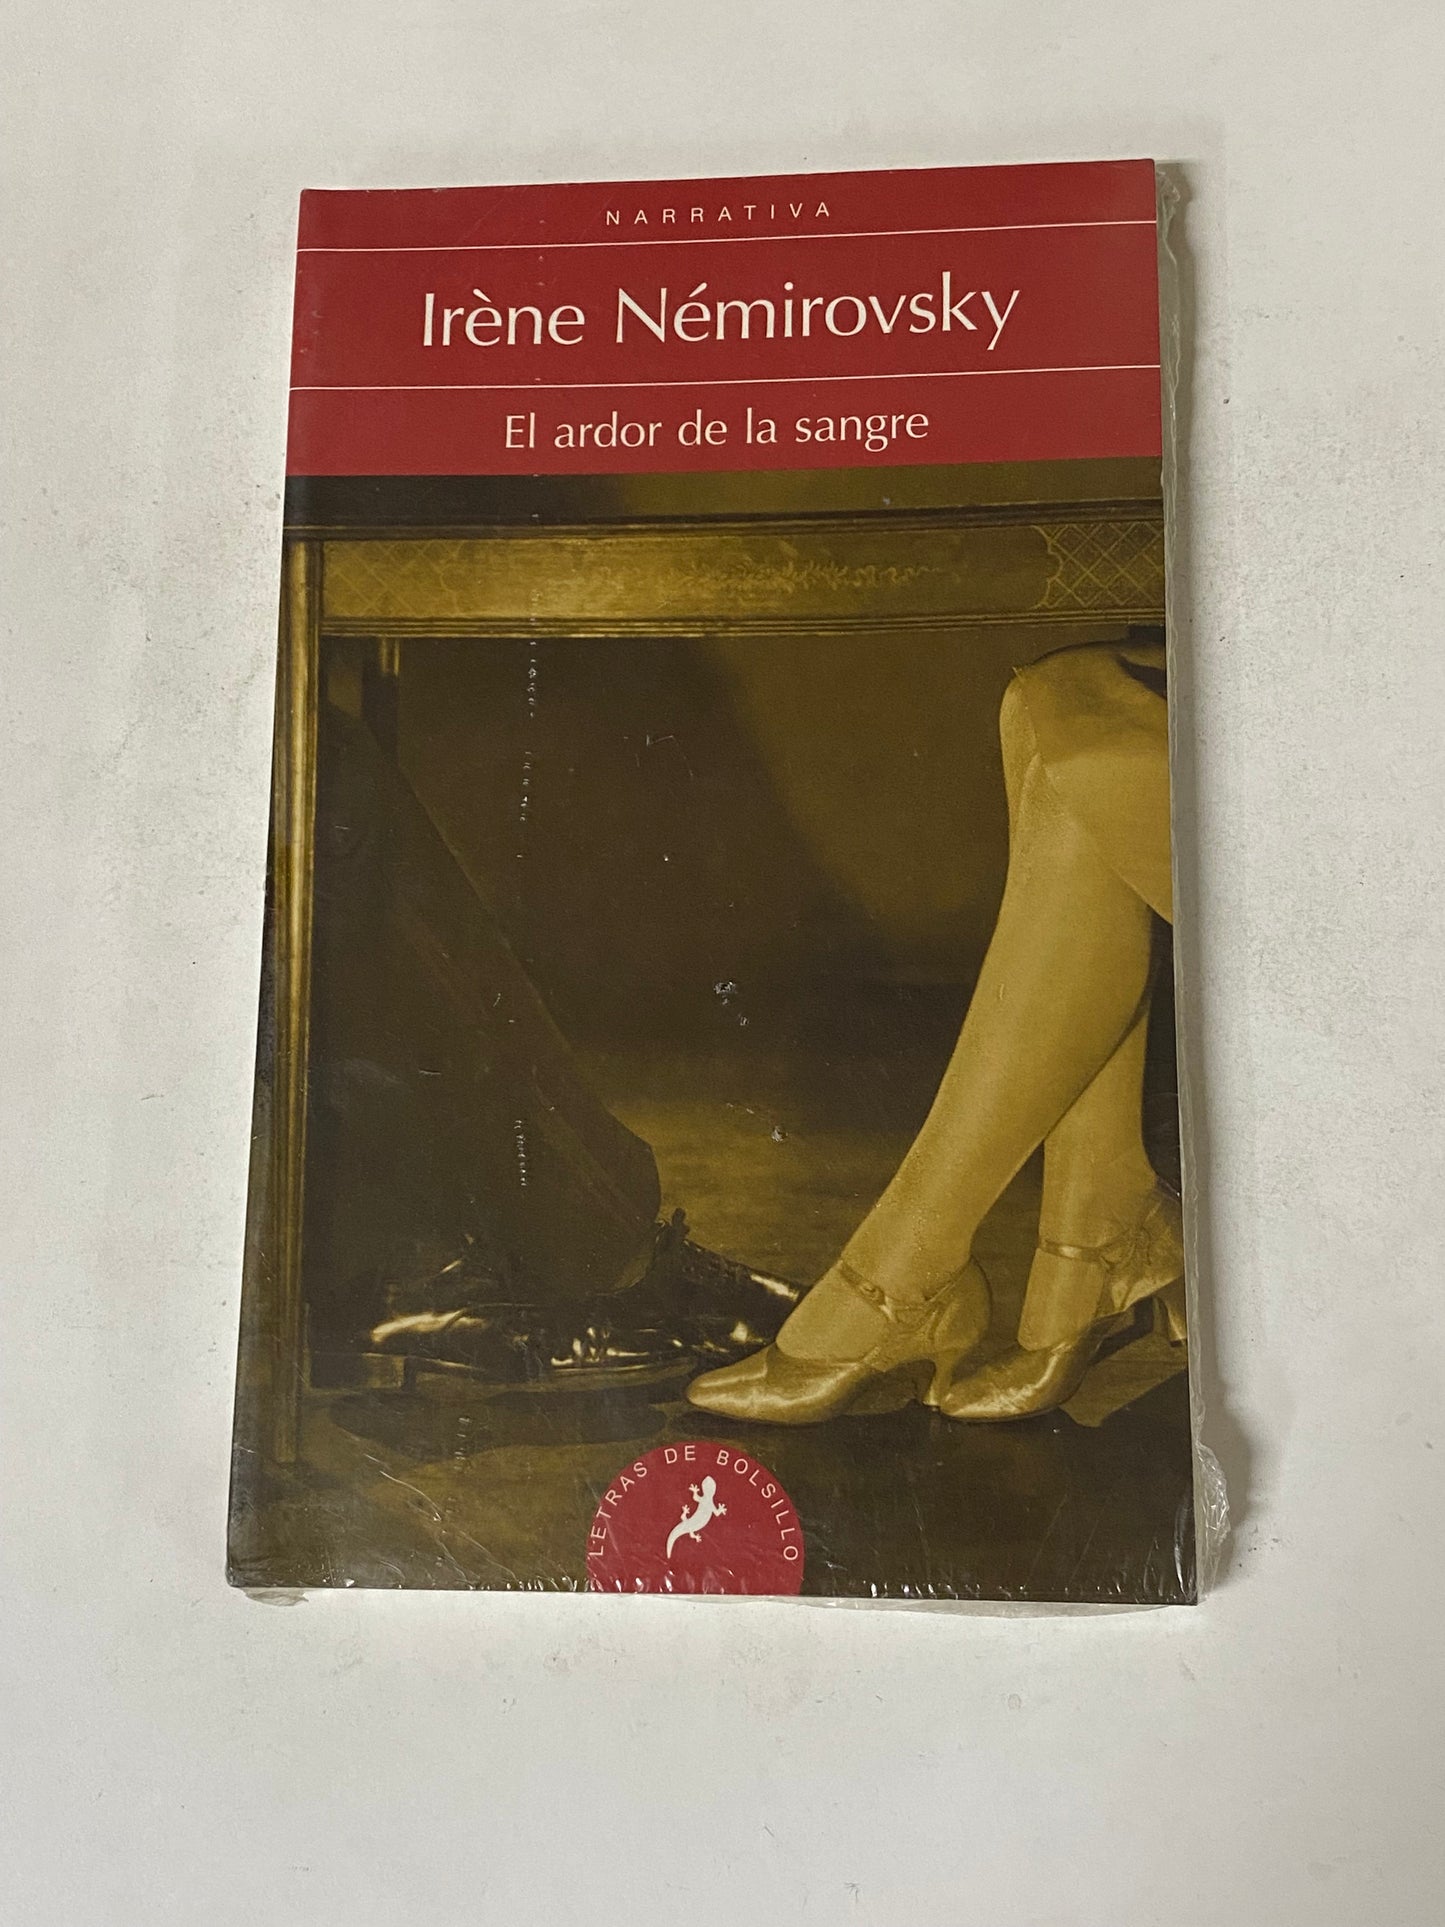 NARRATIVA
Irène Némirovsky
El ardor de la sangre
LETRAS DE BOLSILLO